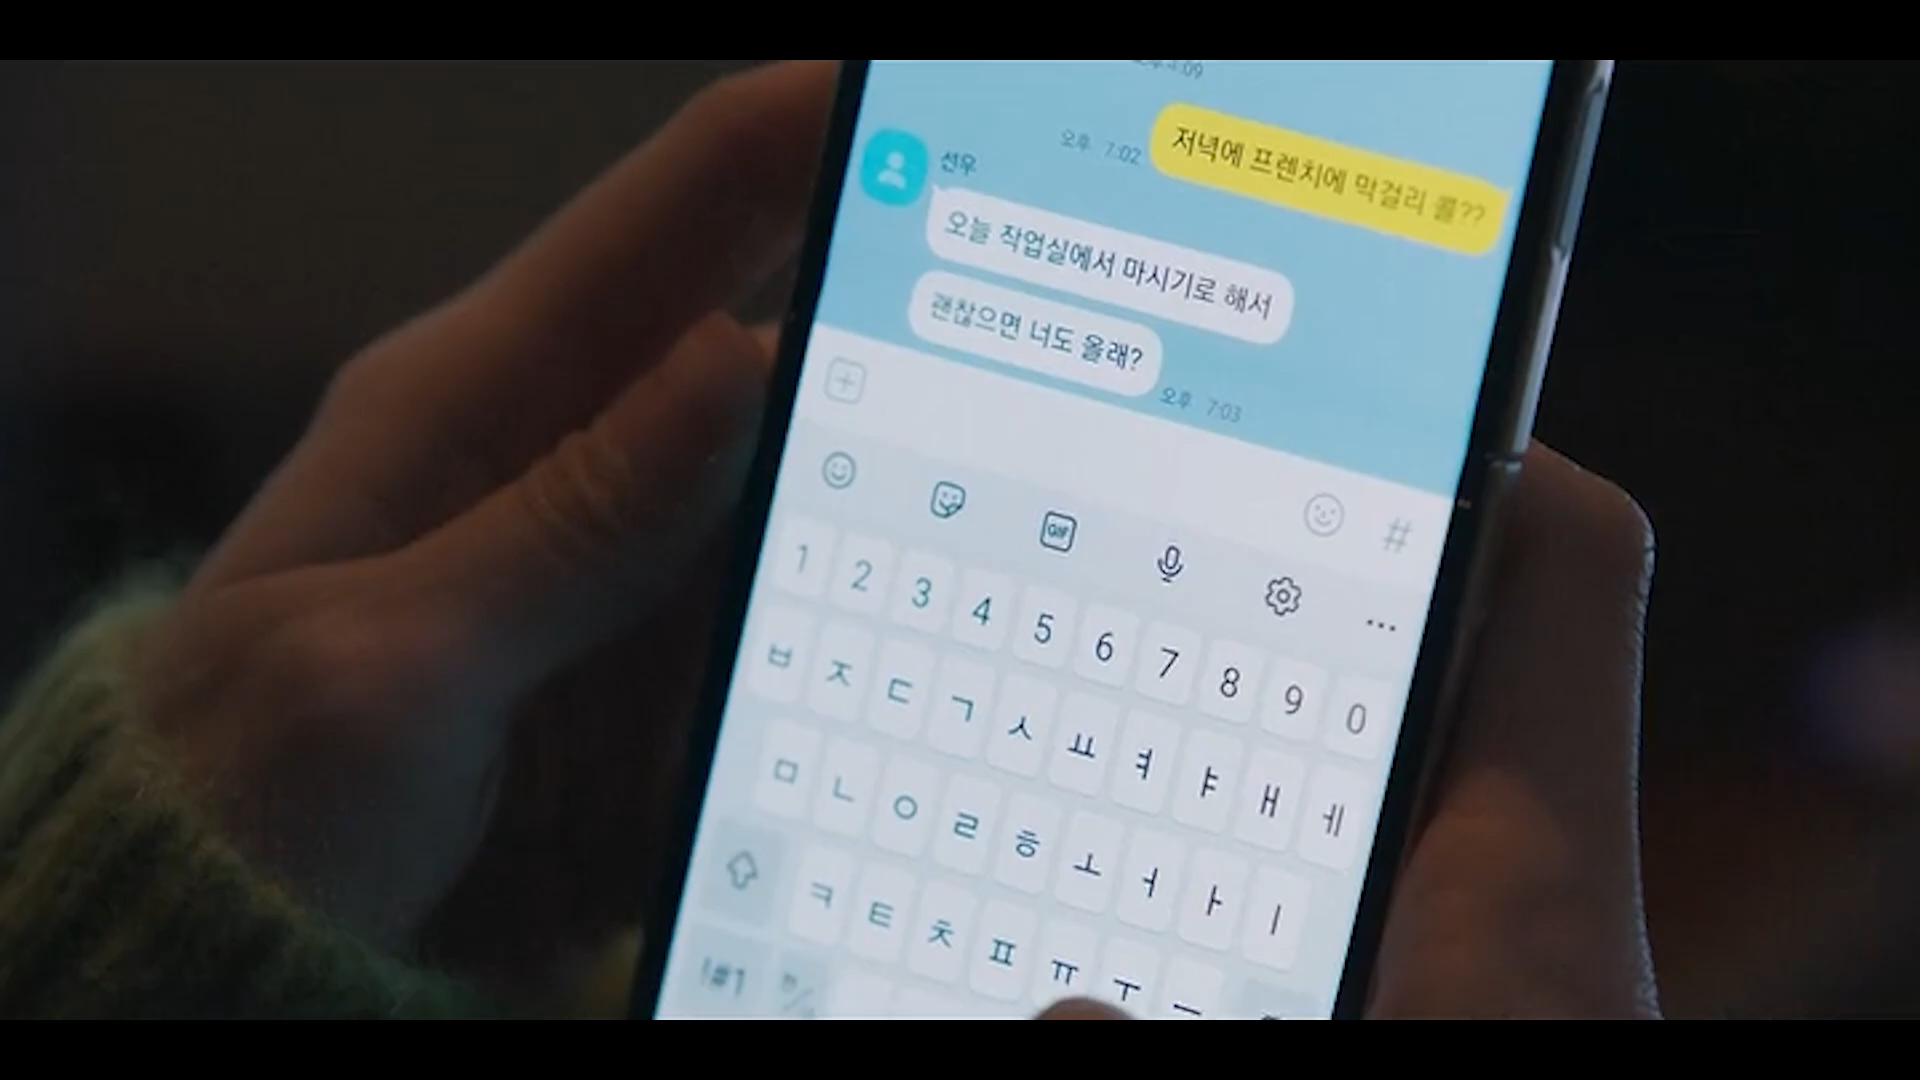 저녁에 프렌치에 막걸리 콜??
오후 7:02
선우
오늘 작업실에서 마시기로 해서
괜찮으면 너도 올래?
오후 7:03
#
GIF
1 2 3 4 5 6 7 8 9 0
ㅂ ㅈ ㄷ ㄱ ㅅ ㅛ ㅕ ㅑ ㅐ ㅔ
ㅁ ㄴ ㅇ ㄹ ㅎ ㅗ ㅓ ㅏ ㅣ
ㅋ ㅌ ㅊ ㅍ ㅠ ㅜ ㅡ
!#1